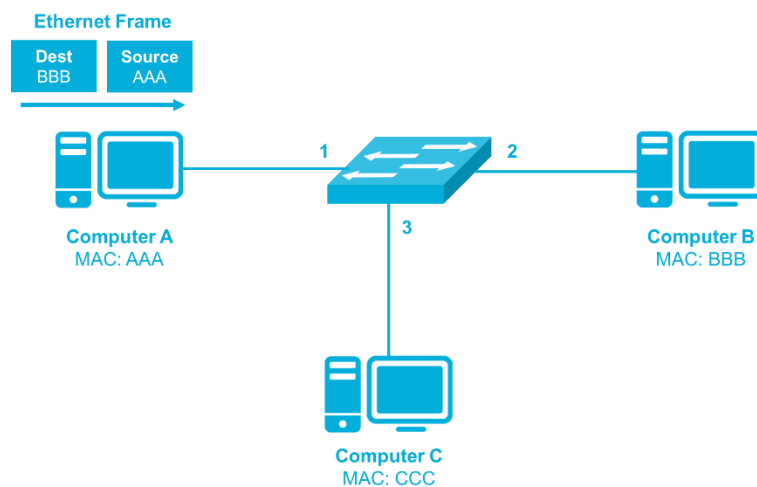 Ethernet Frame
Dest
BBB
Source
AAA
1
2
3
Computer A
MAC: AAA
Computer B
MAC: BBB
Computer C
MAC: CCC